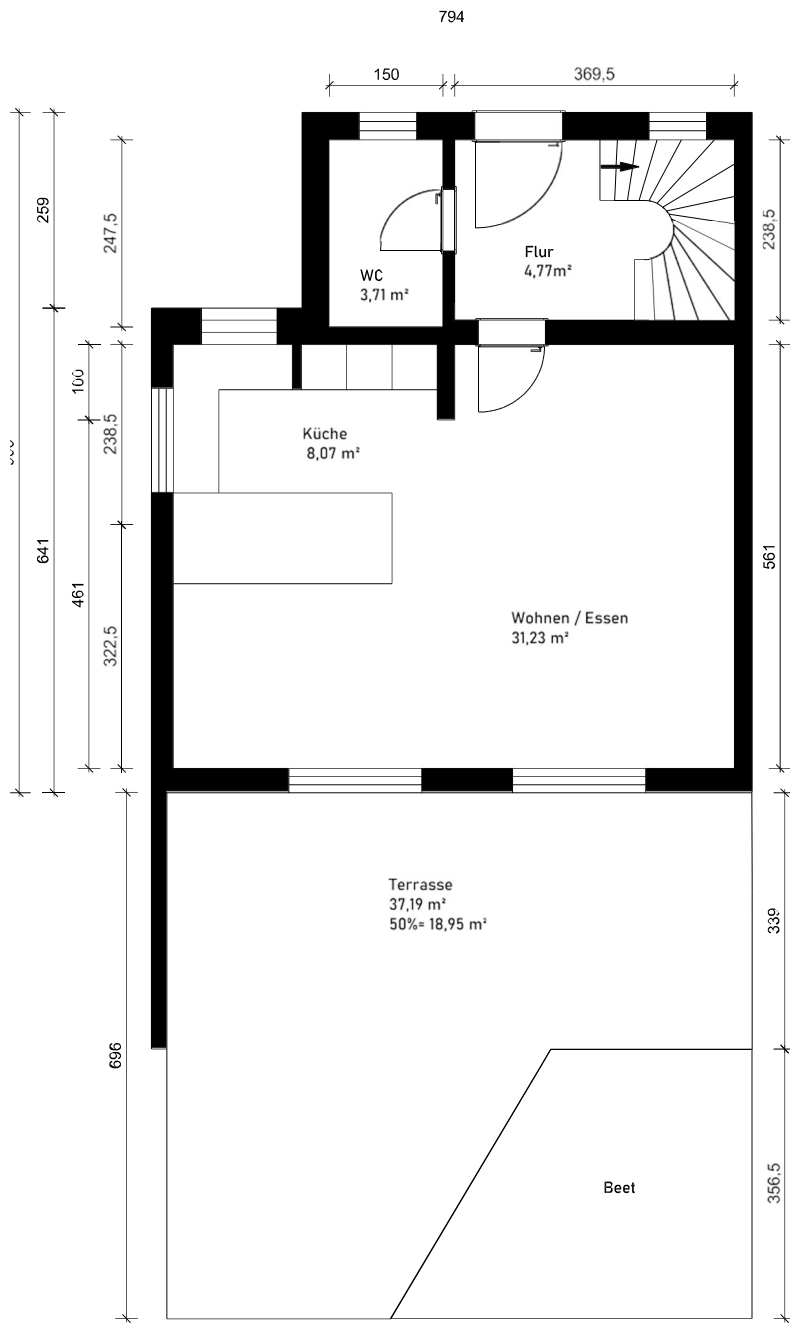 794
150
369,5
259
247,5
238,5
Flur
4,77m²
WC
3,71 m²
100
238,5
Küche
8,07 m²
641
461
561
322,5
Wohnen / Essen
31,23 m²
Terrasse
37,19 m²
50%= 18,95 m²
339
696
356,5
Beet